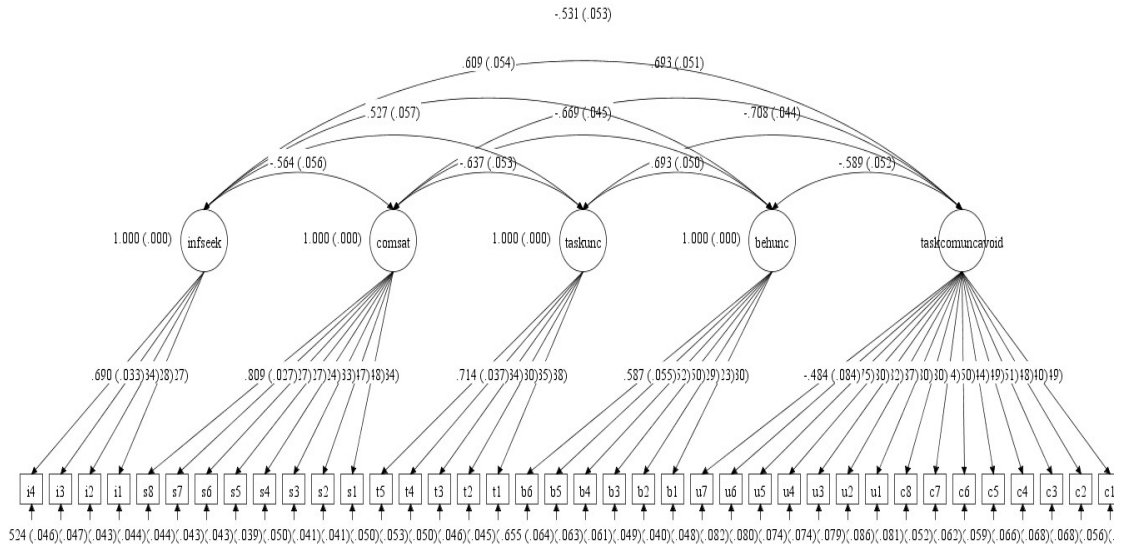 -.531 (.053)
.609 (.054) .693 (.051)
.527 (.057) -.669 (.045) -.708 (.044)
-.564 (.056) -.637 (.053) .693 (.050) -.589 (.052)
1.000 (.000) infseek 1.000 (.000) comsat 1.000 (.000) taskunc 1.000 (.000) behunc taskcomuncavoid
.690 (.033) .809 (.027) .714 (.037) .587 (.055) -.484 (.084)
i4 i3 i2 i1 s8 s7 s6 s5 s4 s3 s2 s1 t5 t4 t3 t2 t1 b6 b5 b4 b3 b2 b1 u7 u6 u5 u4 u3 u2 u1 c8 c7 c6 c5 c4 c3 c2 c1
524 (.046)(.047)(.043)(.044)(.044)(.043)(.043)(.039)(.050)(.041)(.041)(.050)(.053)(.050)(.046)(.045)(.655 (.064)(.063)(.061)(.049)(.040)(.048)(.082)(.080)(.074)(.074)(.079)(.086)(.081)(.052)(.062)(.059)(.066)(.068)(.068)(.056)(.